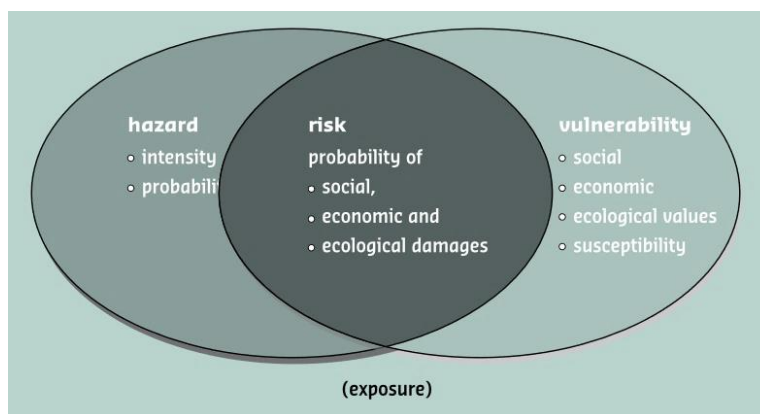 hazard
intensity
probabili
risk
probability of
social,
economic and
ecological damages
vulnerability
social
economic
ecological values
susceptibility
(exposure)